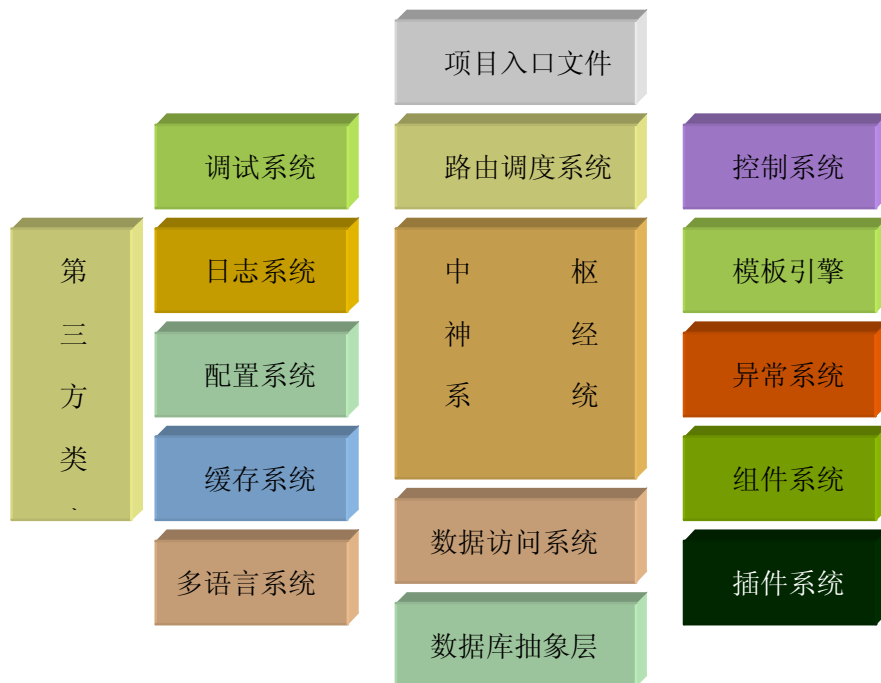 项目入口文件
调试系统
路由调度系统
控制系统
第
三
方
类
日志系统
中 枢
神 经
系 统
模板引擎
配置系统
异常系统
缓存系统
组件系统
数据访问系统
多语言系统
插件系统
数据库抽象层